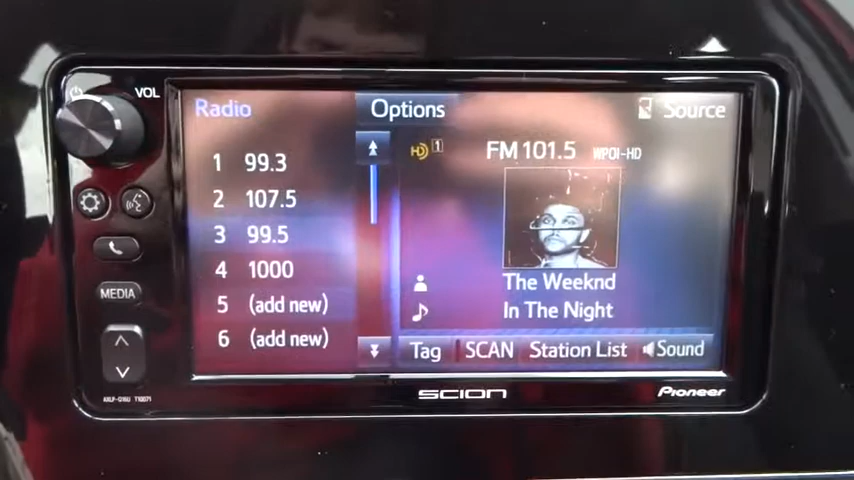 VOL
Radio
Options
Source
HD 1
FM 101.5 WPOI-HD
1 99.3
2 107.5
3 99.5
4 1000
5 (add new)
6 (add new)
The Weeknd
In The Night
Tag
SCAN
Station List
Sound
MEDIA
SCION
Pioneer